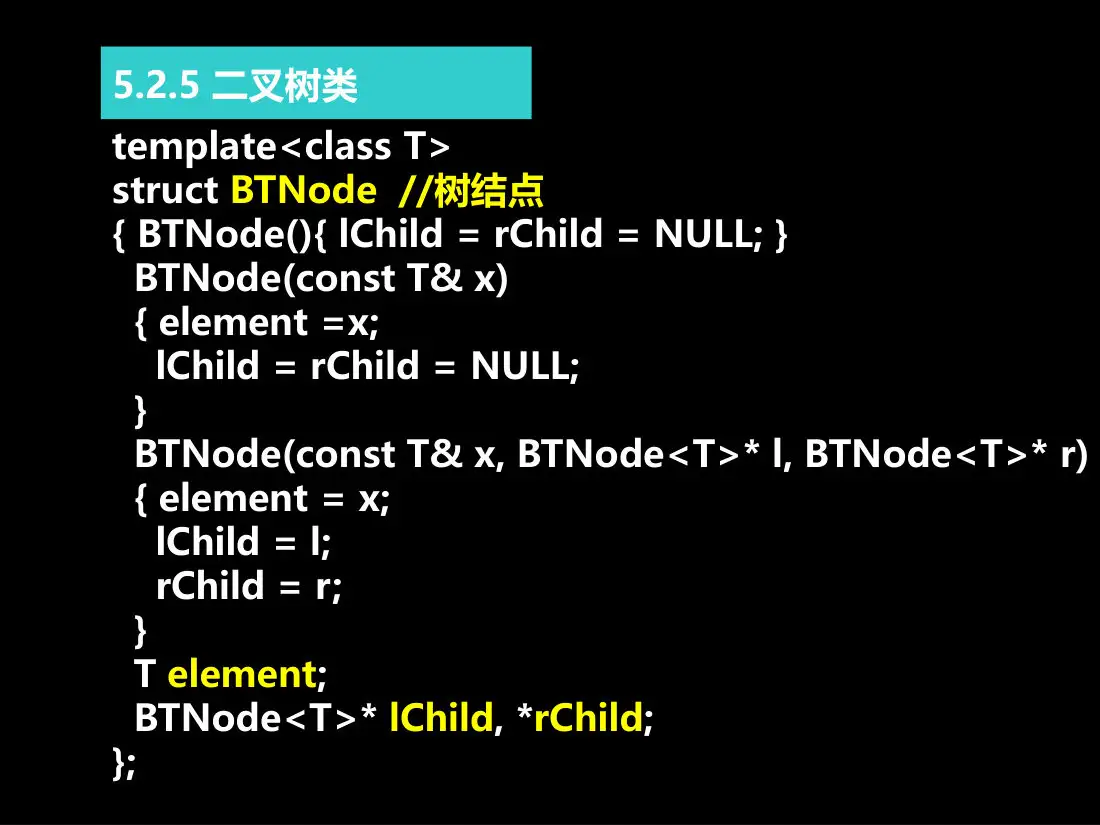 5.2.5 二叉树类
template<class T>
struct BTNode  //树结点
{ BTNode(){ lChild = rChild = NULL; }
  BTNode(const T& x)
  { element =x;
    lChild = rChild = NULL;
  }
  BTNode(const T& x, BTNode<T>* l, BTNode<T>* r)
  { element = x;
    lChild = l;
    rChild = r;
  }
  T element;
  BTNode<T>* lChild, *rChild;
};